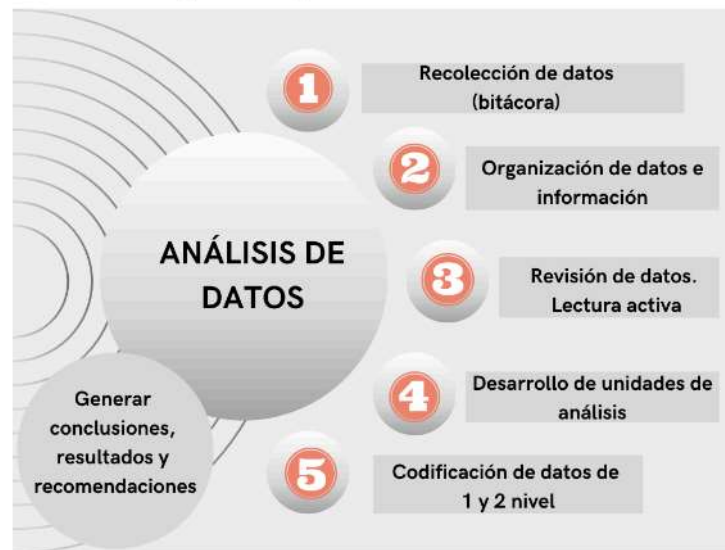 1
Recolección de datos
(bitácora)
2
Organización de datos e
información
ANÁLISIS DE
DATOS
3
Revisión de datos.
Lectura activa
4
Desarrollo de unidades de
análisis
5
Codificación de datos de
1 y 2 nivel
Generar
conclusiones,
resultados y
recomendaciones